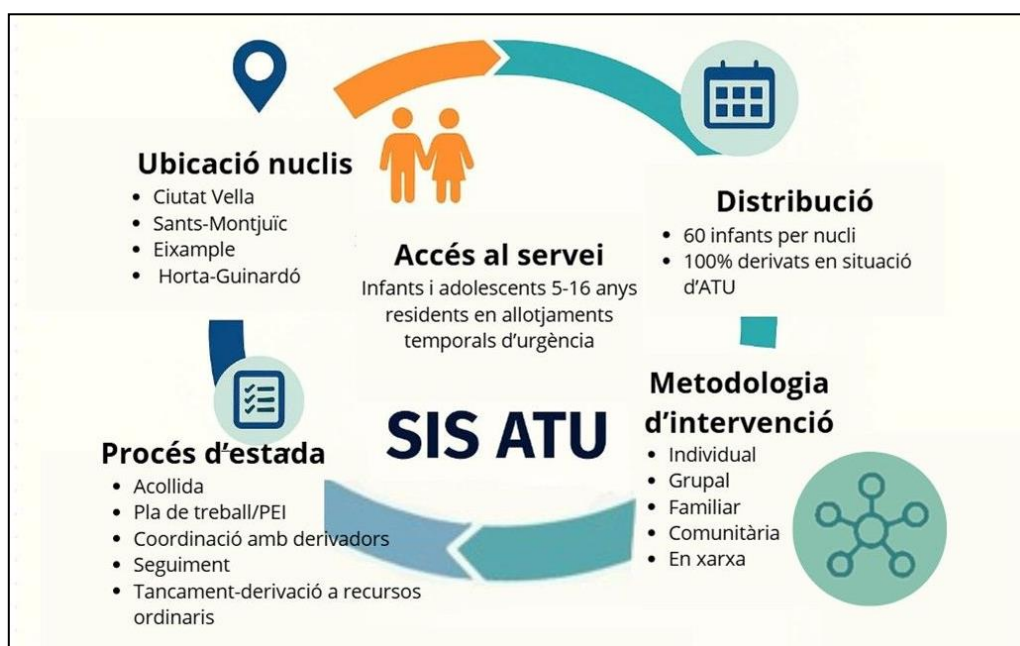 Ubicació nuclis
• Ciutat Vella
• Sants-Montjuïc
• Eixample
• Horta-Guinardó
Accés al servei
Infants i adolescents 5-16 anys
residents en allotjaments
temporals d’urgència
Distribució
• 60 infants per nucli
• 100% derivats en situació
d’ATU
Metodologia
d’intervenció
• Individual
• Grupal
• Familiar
• Comunitària
• En xarxa
SIS ATU
Procés d’estada
• Acollida
• Pla de treball/PEI
• Coordinació amb derivadors
• Seguiment
• Tancament-derivació a recursos
ordinaris